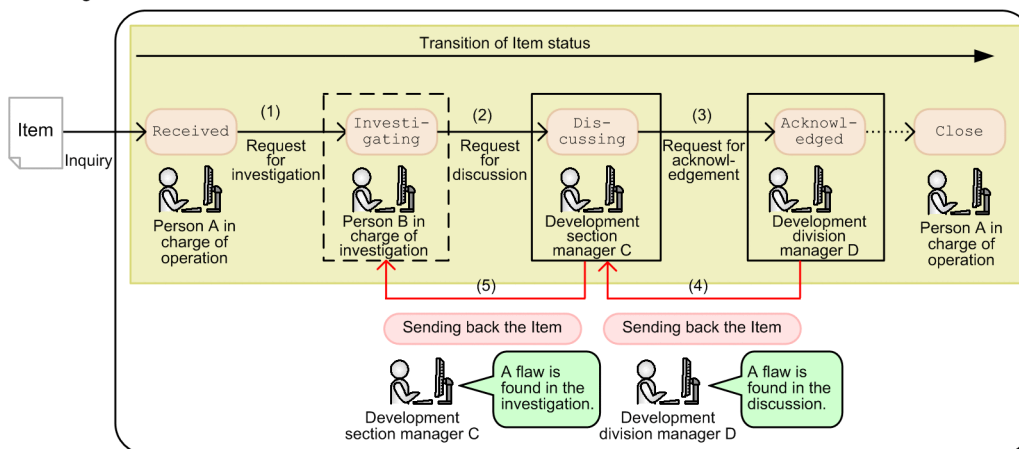 Transition of Item status
Item
Inquiry
Received
(1)
Request
for
investigation
Investi-
gating
(2)
Request
for
discussion
Dis-
cussing
(3)
Request for
acknowl-
edgement
Acknowl-
edged
Close
Person A in
charge of
operation
Person B in
charge of
investigation
Development
section
manager C
Development
division
manager D
Person A in
charge of
operation
(5)
(4)
Sending back the Item
Sending back the Item
A flaw is
found in the
investigation.
A flaw is
found in the
discussion.
Development
section manager C
Development
division manager D